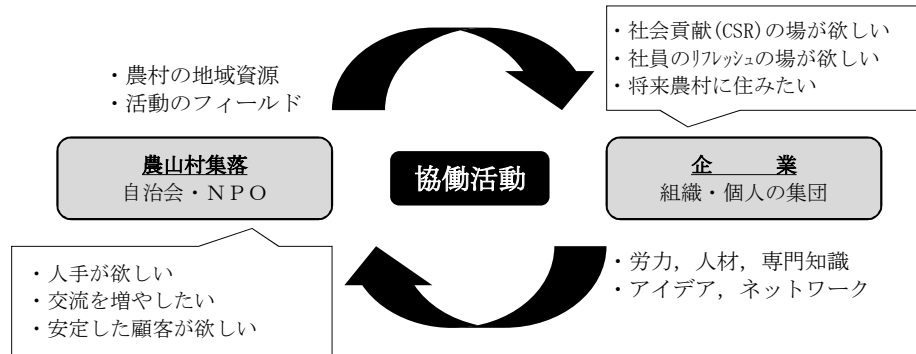 ・社会貢献(CSR)の場が欲しい
・社員のﾘﾌﾚｯｼｭの場が欲しい
・将来農村に住みたい
・農村の地域資源
・活動のフィールド
農山村集落
自治会・ＮＰＯ
協働活動
企　　業
組織・個人の集団
・人手が欲しい
・交流を増やしたい
・安定した顧客が欲しい
・労力，人材，専門知識
・アイデア，ネットワーク